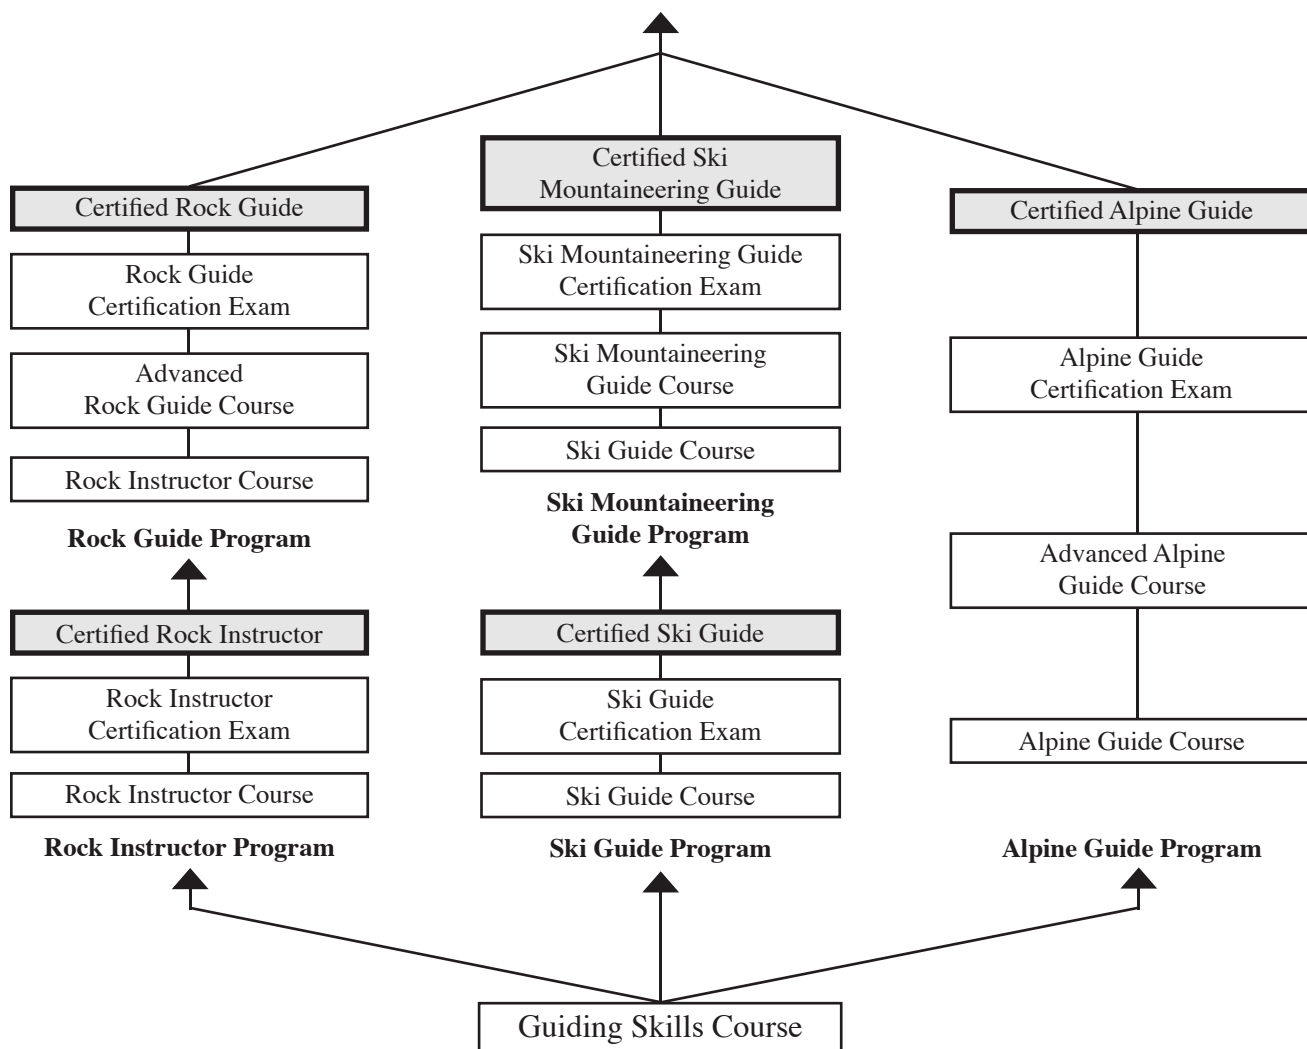 Certified Ski
Mountaineering Guide
Certified Rock Guide
Certified Alpine Guide
Rock Guide
Certification Exam
Ski Mountaineering Guide
Certification Exam
Alpine Guide
Certification Exam
Advanced
Rock Guide Course
Ski Mountaineering
Guide Course
Rock Instructor Course
Ski Guide Course
Advanced Alpine
Guide Course
Rock Guide Program
Ski Mountaineering
Guide Program
Certified Rock Instructor
Certified Ski Guide
Rock Instructor
Certification Exam
Ski Guide
Certification Exam
Alpine Guide Course
Rock Instructor Course
Ski Guide Course
Rock Instructor Program
Ski Guide Program
Alpine Guide Program
Guiding Skills Course